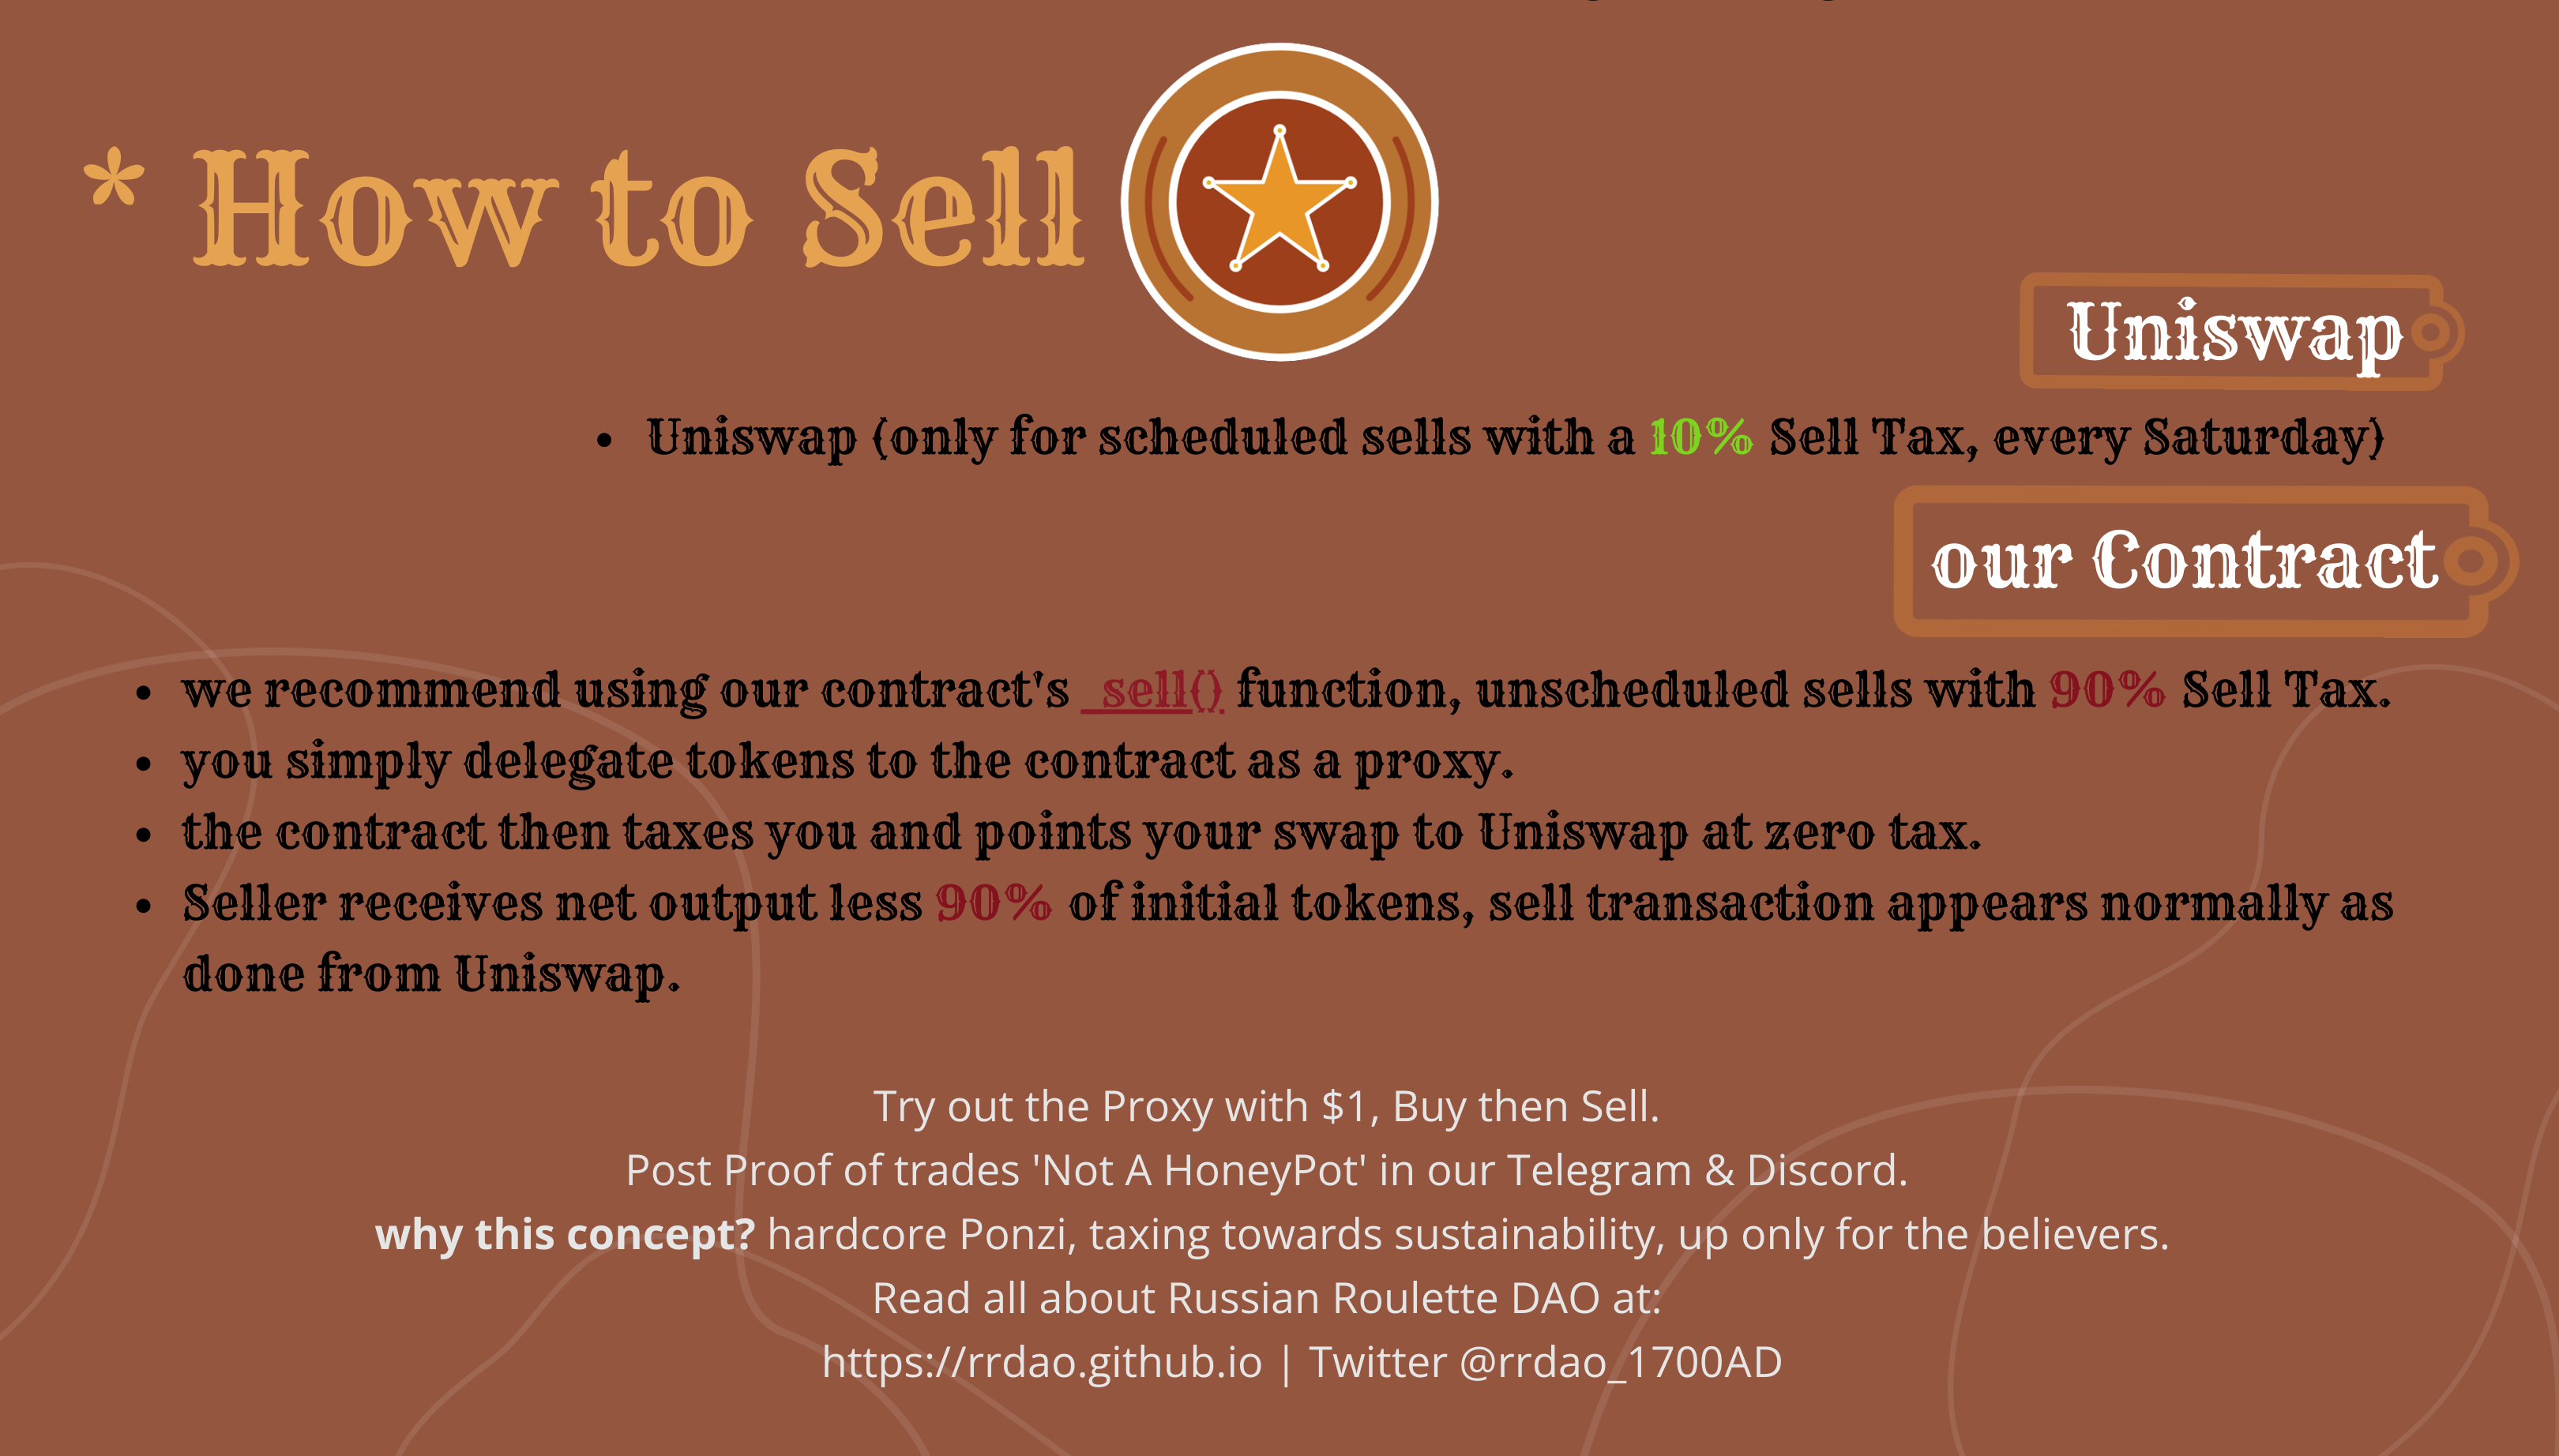 * How to Sell
Uniswap
• Uniswap (only for scheduled sells with a 10% Sell Tax, every Saturday)
our Contract
• we recommend using our contract's _sell() function, unscheduled sells with 90% Sell Tax.
• you simply delegate tokens to the contract as a proxy.
• the contract then taxes you and points your swap to Uniswap at zero tax.
• Seller receives net output less 90% of initial tokens, sell transaction appears normally as
done from Uniswap.
Try out the Proxy with $1, Buy then Sell.
Post Proof of trades 'Not A HoneyPot' in our Telegram & Discord.
why this concept? hardcore Ponzi, taxing towards sustainability, up only for the believers.
Read all about Russian Roulette DAO at:
https://rrdao.github.io | Twitter @rrdao_1700AD